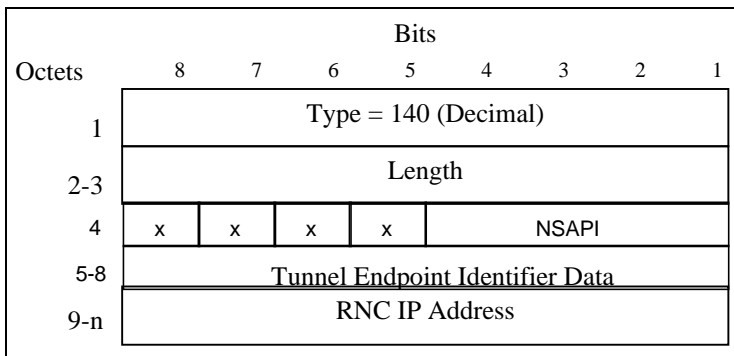 Bits
Octets 8 7 6 5 4 3 2 1
1 Type = 140 (Decimal)
2-3 Length
4 x x x x NSAPI
5-8 Tunnel Endpoint Identifier Data
9-n RNC IP Address